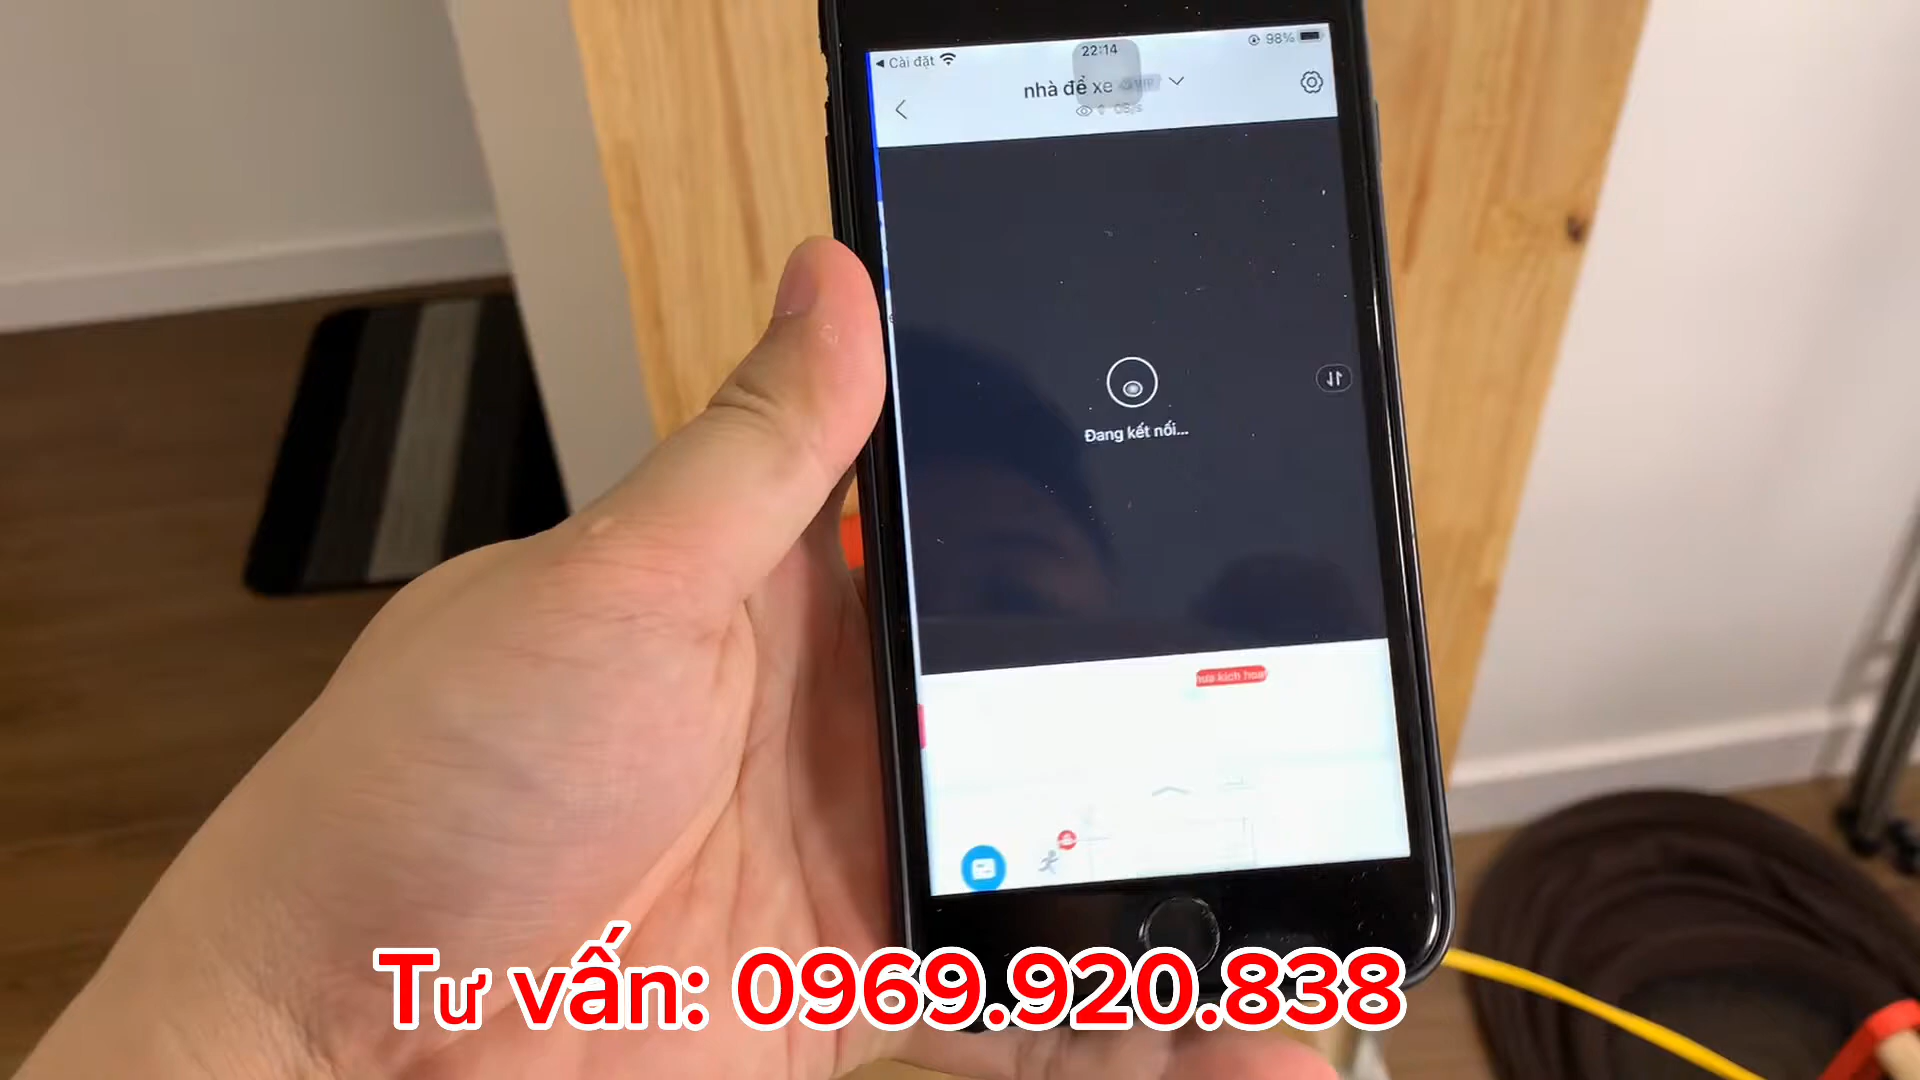 Cài đặt
22:14
98%
nhà để xe
Đang kết nối...
Tư vấn: 0969.920.838